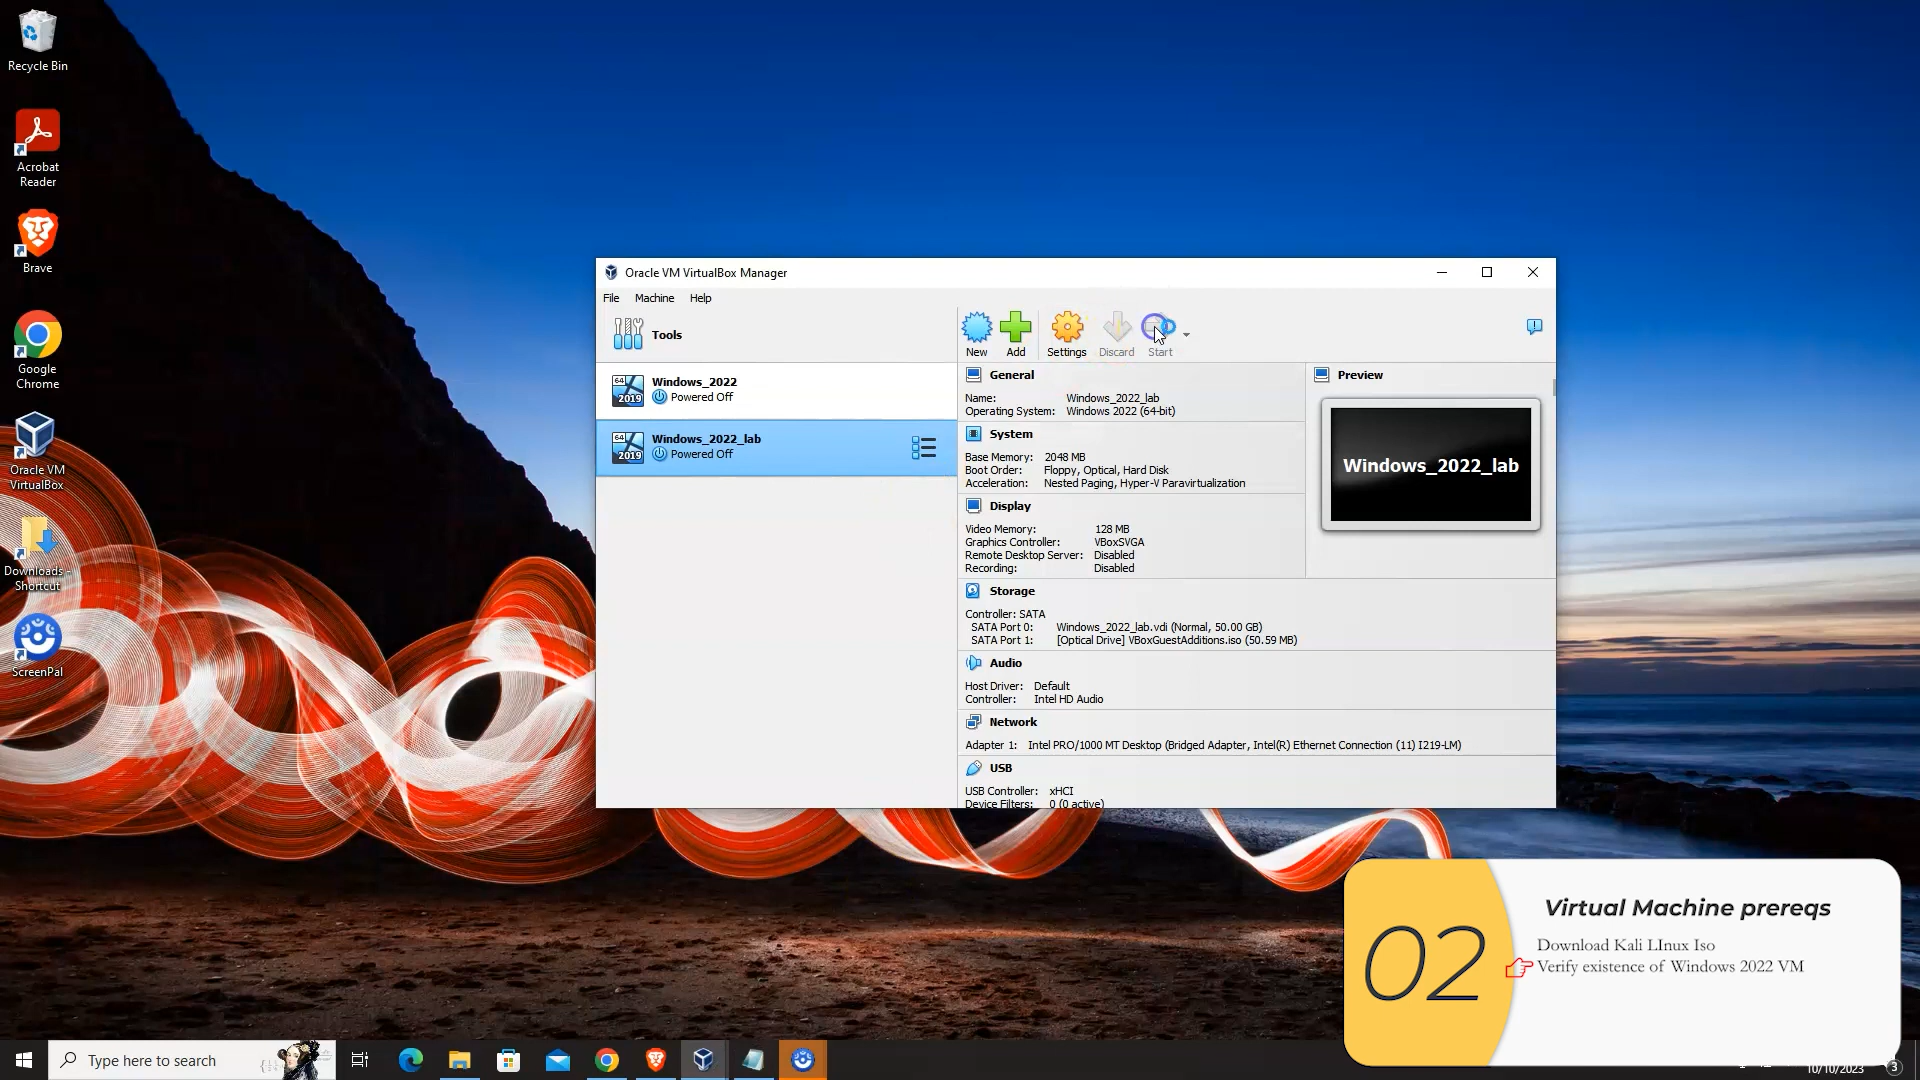 Recycle Bin
Acrobat
Reader
Brave
Google
Chrome
Oracle VM
VirtualBox
Downloads -
Shortcut
ScreenPal
Oracle VM VirtualBox Manager
File Machine Help
Tools
New Add Settings Discard Start
64
2019
Windows_2022
Powered Off
64
2019
Windows_2022_lab
Powered Off
General
Name: Windows_2022_lab
Operating System: Windows 2022 (64-bit)
System
Base Memory: 2048 MB
Boot Order: Floppy, Optical, Hard Disk
Acceleration: Nested Paging, Hyper-V Paravirtualization
Display
Video Memory: 128 MB
Graphics Controller: VBoxSVGA
Remote Desktop Server: Disabled
Recording: Disabled
Preview
Windows_2022_lab
Storage
Controller: SATA
SATA Port 0: Windows_2022_lab.vdi (Normal, 50.00 GB)
SATA Port 1: [Optical Drive] VBoxGuestAdditions.iso (50.59 MB)
Audio
Host Driver: Default
Controller: Intel HD Audio
Network
Adapter 1: Intel PRO/1000 MT Desktop (Bridged Adapter, Intel(R) Ethernet Connection (11) I219-LM)
USB
USB Controller: xHCI
Device Filters: 0 (0 active)
02
Virtual Machine prereqs
Download Kali LInux Iso
Verify existence of Windows 2022 VM
Type here to search
10/10/2023
3